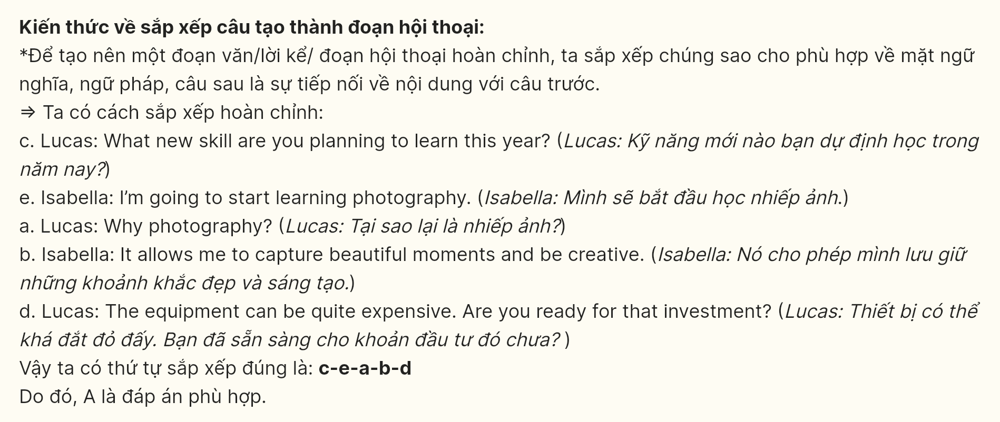 Kiến thức về sắp xếp câu tạo thành đoạn hội thoại:
*Để tạo nên một đoạn văn/lời kể/ đoạn hội thoại hoàn chỉnh, ta sắp xếp chúng sao cho phù hợp về mặt ngữ
nghĩa, ngữ pháp, câu sau là sự tiếp nối về nội dung với câu trước.
⇒ Ta có cách sắp xếp hoàn chỉnh:
c. Lucas: What new skill are you planning to learn this year? (Lucas: Kỹ năng mới nào bạn dự định học trong
năm nay?)
e. Isabella: I’m going to start learning photography. (Isabella: Mình sẽ bắt đầu học nhiếp ảnh.)
a. Lucas: Why photography? (Lucas: Tại sao lại là nhiếp ảnh?)
b. Isabella: It allows me to capture beautiful moments and be creative. (Isabella: Nó cho phép mình lưu giữ
những khoảnh khắc đẹp và sáng tạo.)
d. Lucas: The equipment can be quite expensive. Are you ready for that investment? (Lucas: Thiết bị có thể
khá đắt đỏ đấy. Bạn đã sẵn sàng cho khoản đầu tư đó chưa? )
Vậy ta có thứ tự sắp xếp đúng là: c-e-a-b-d
Do đó, A là đáp án phù hợp.